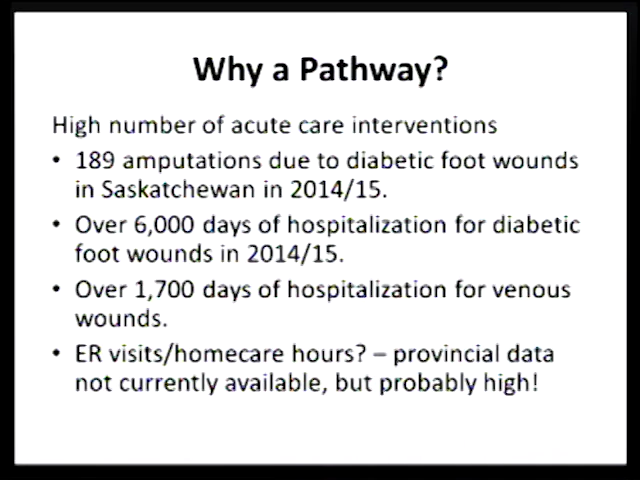 Why a Pathway?
High number of acute care interventions
• 189 amputations due to diabetic foot wounds
in Saskatchewan in 2014/15.
• Over 6,000 days of hospitalization for diabetic
foot wounds in 2014/15.
• Over 1,700 days of hospitalization for venous
wounds.
• ER visits/homecare hours? – provincial data
not currently available, but probably high!